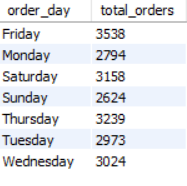 order_day total_orders
Friday 3538
Monday 2794
Saturday 3158
Sunday 2624
Thursday 3239
Tuesday 2973
Wednesday 3024